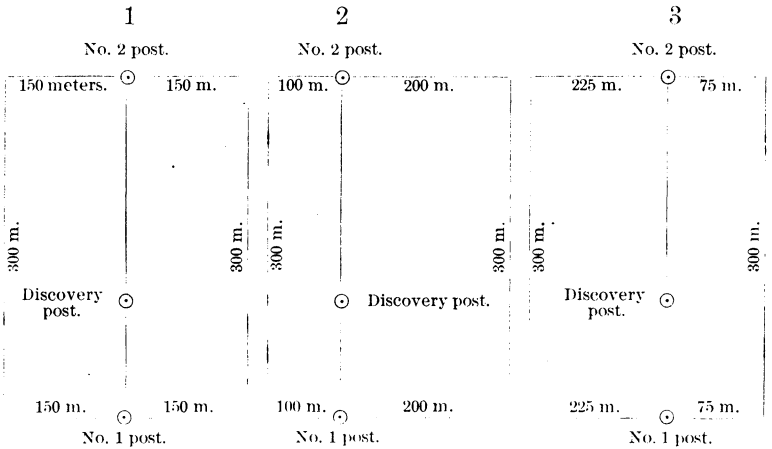 1 2 3
No. 2 post. No. 2 post. No. 2 post.
150 meters. 150 m. 100 m. 200 m. 225 m. 75 m.
300 m. 300 m. 300 m. 300 m. 300 m. 300 m.
Discovery
post.
Discovery post.
Discovery
post.
150 m. 150 m. 100 m. 200 m. 225 m. 75 m.
No. 1 post. No. 1 post. No. 1 post.